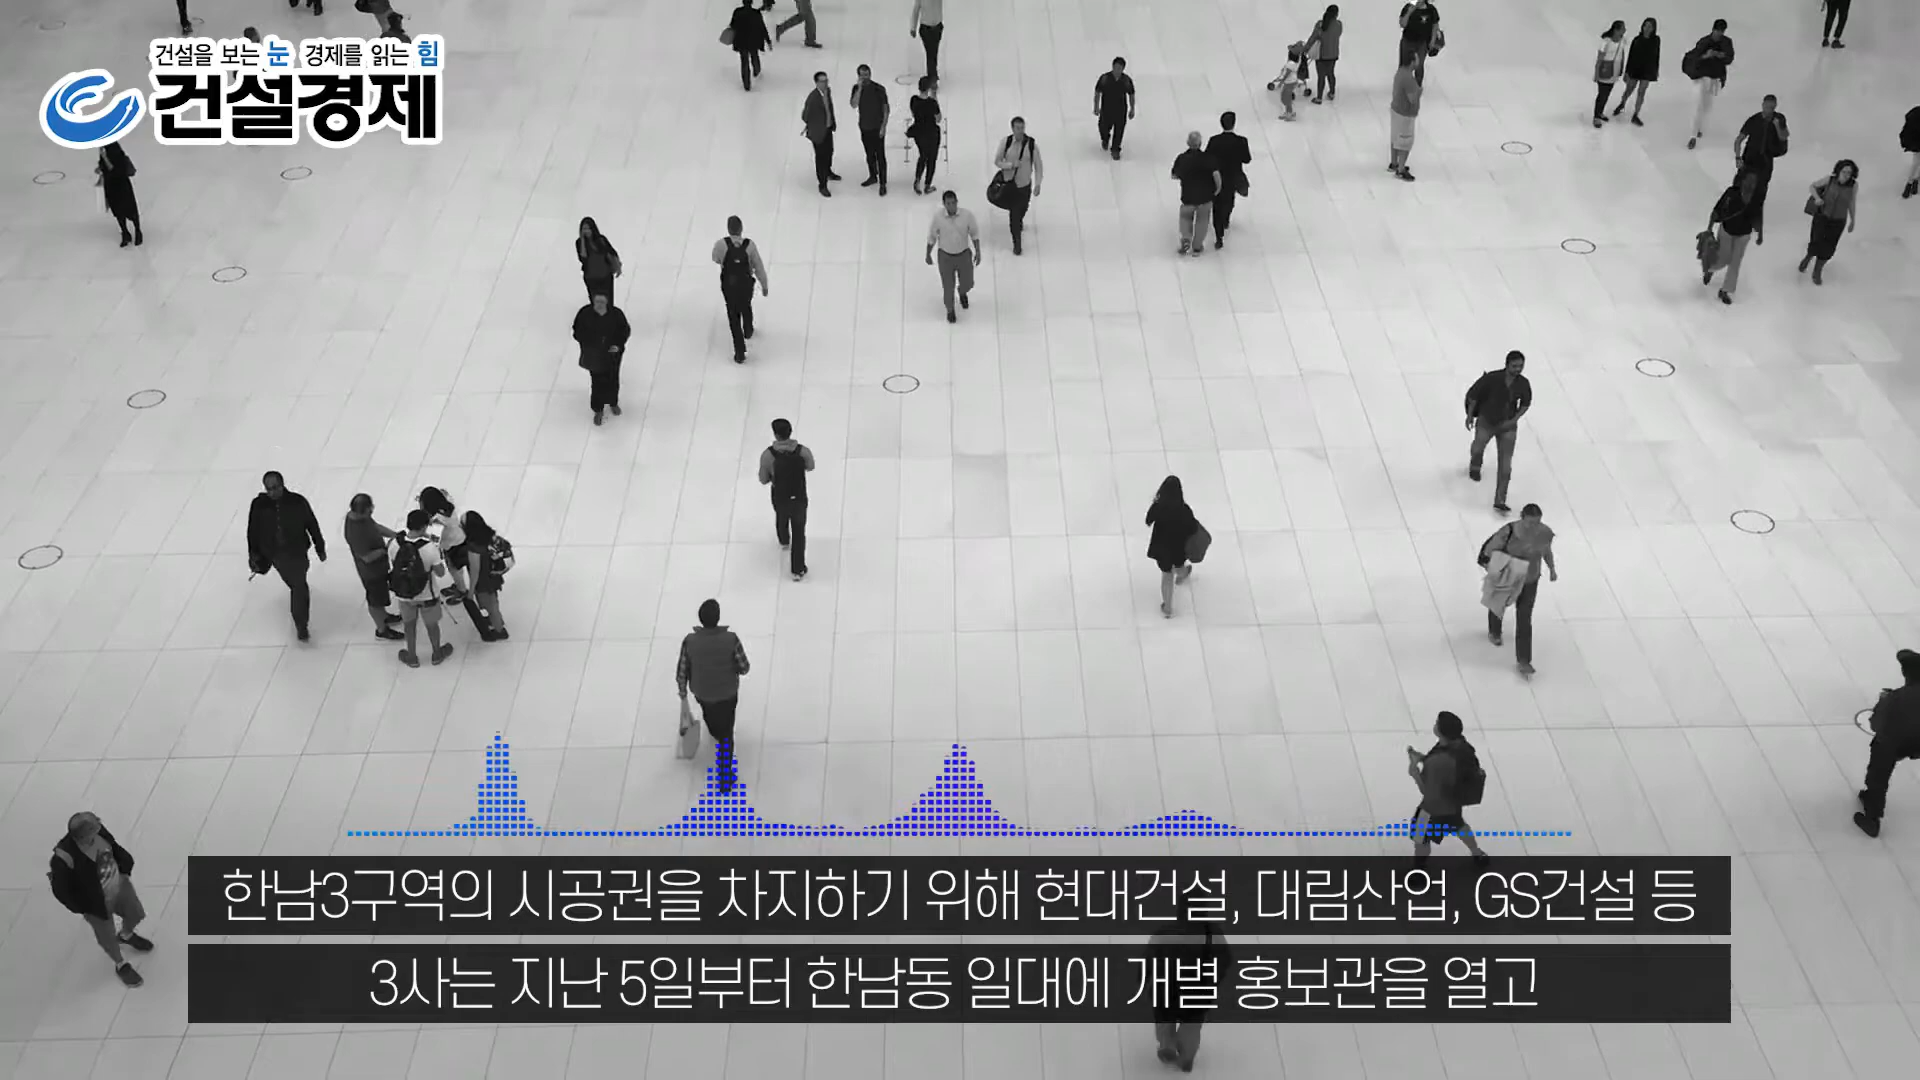 건설을 보는 눈 경제를 읽는 힘
건설경제
한남3구역의 시공권을 차지하기 위해 현대건설, 대림산업, GS건설 등
3사는 지난 5일부터 한남동 일대에 개별 홍보관을 열고